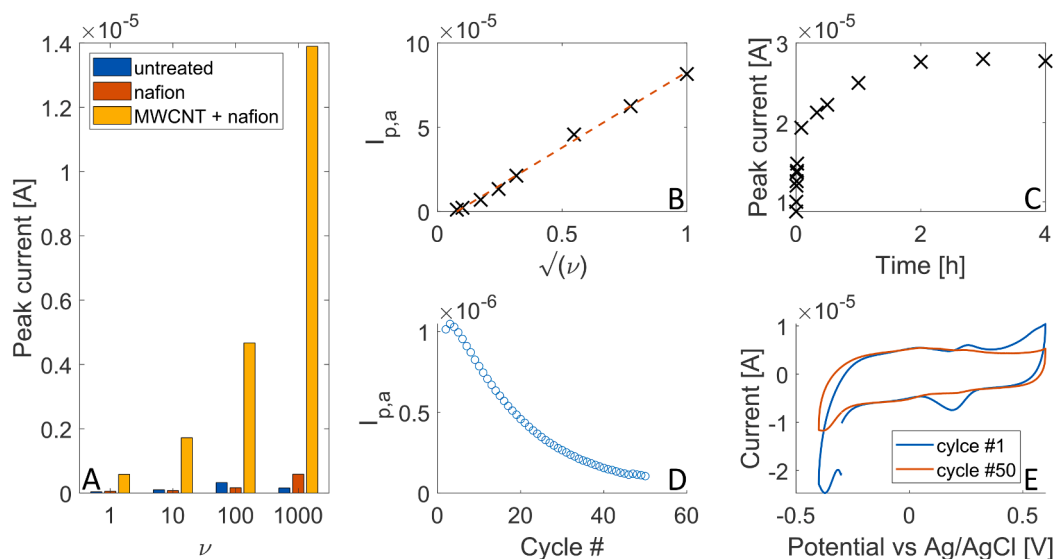 ×10⁻⁵
1.4
1.2
1
0.8
0.6
0.4
0.2
0
Peak current [A]
untreated
nafion
MWCNT + nafion
A
1 10 100 1000
ν
×10⁻⁵
10
5
0
I_{p,a}
B
0 0.5 1
√(ν)
×10⁻⁵
3
2
1
Peak current [A]
C
0 2 4
Time [h]
×10⁻⁶
1
0.5
0
I_{p,a}
D
0 20 40 60
Cycle #
×10⁻⁵
1
0
-1
-2
Current [A]
cylce #1
cycle #50
E
-0.5 0 0.5
Potential vs Ag/AgCl [V]